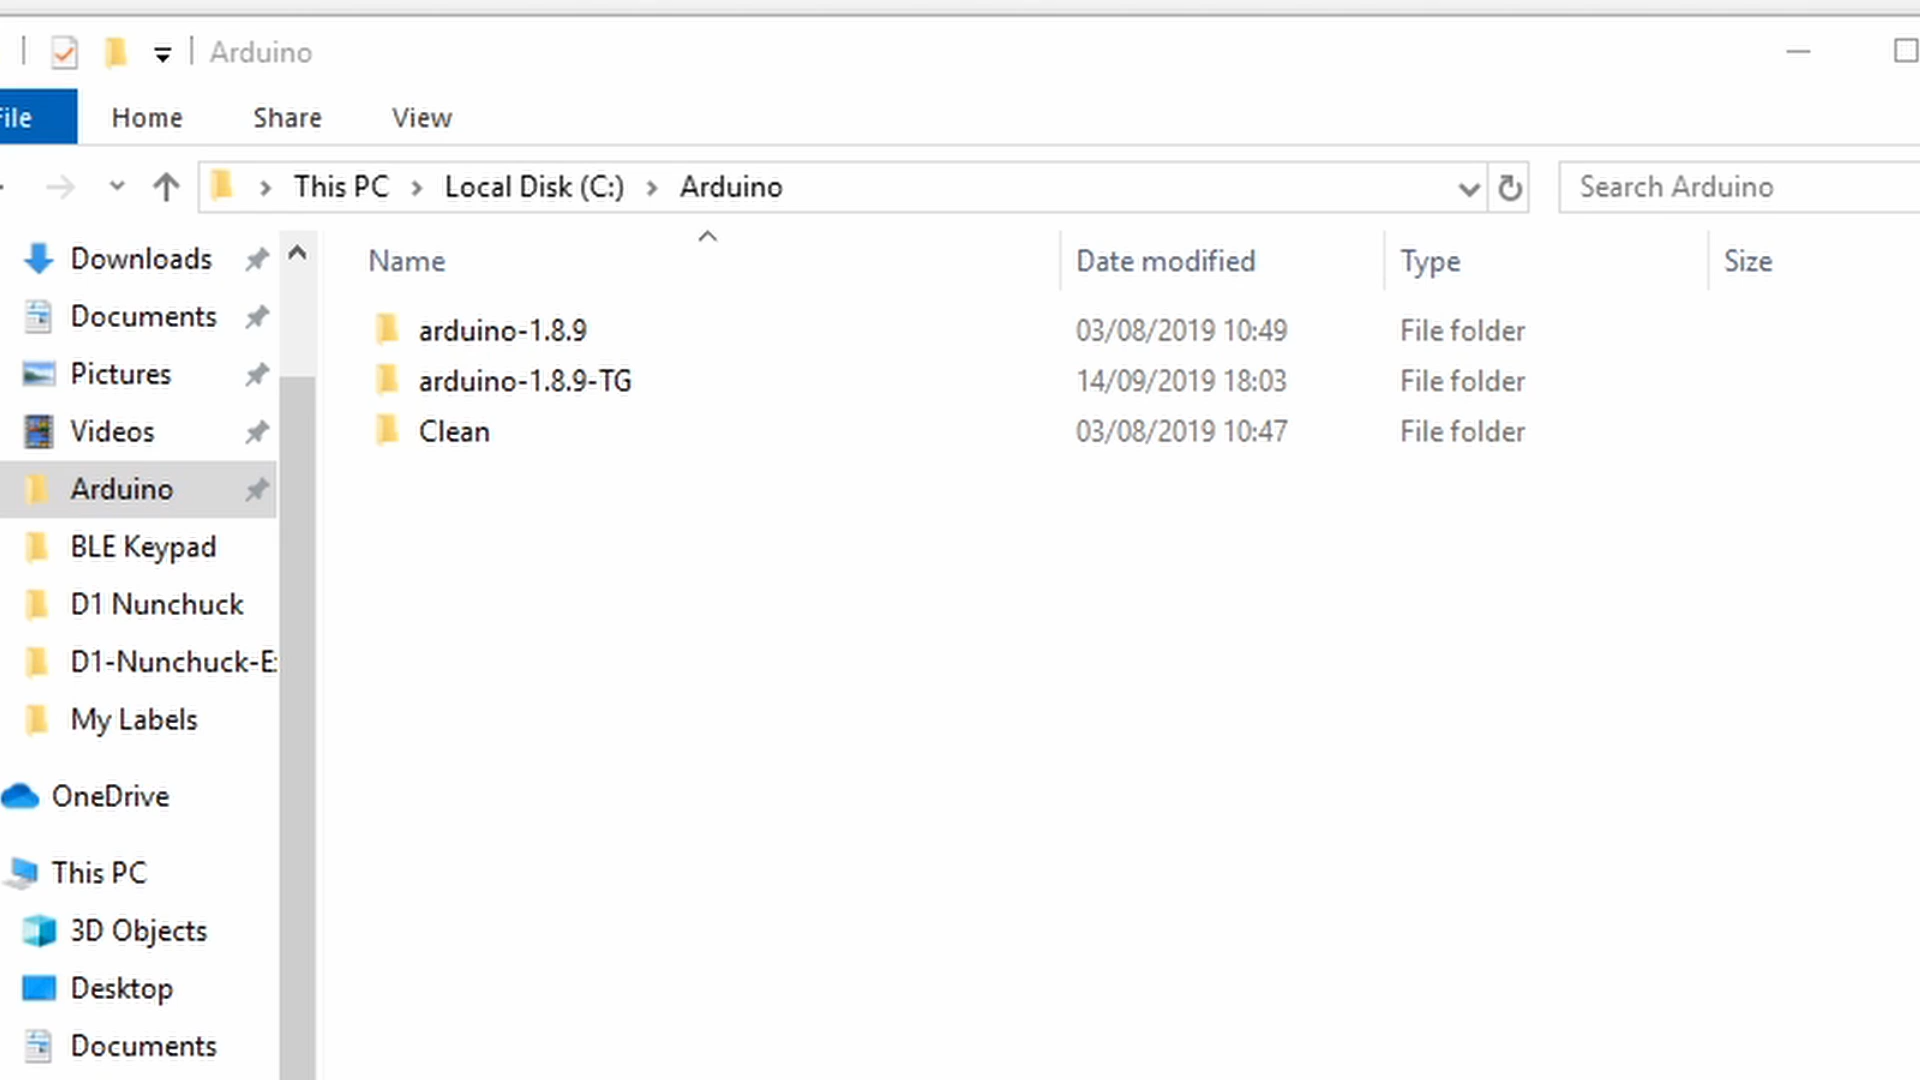 Arduino
File Home Share View
This PC Local Disk (C:) Arduino Search Arduino
Name Date modified Type Size
arduino-1.8.9 03/08/2019 10:49 File folder
arduino-1.8.9-TG 14/09/2019 18:03 File folder
Clean 03/08/2019 10:47 File folder
Downloads
Documents
Pictures
Videos
Arduino
BLE Keypad
D1 Nunchuck
D1-Nunchuck-E
My Labels
OneDrive
This PC
3D Objects
Desktop
Documents